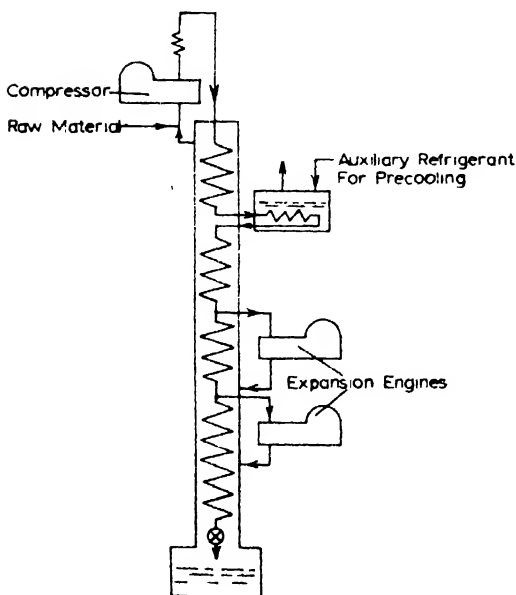 Compressor
Raw Material
Auxiliary Refrigerant
For Precooling
Expansion Engines